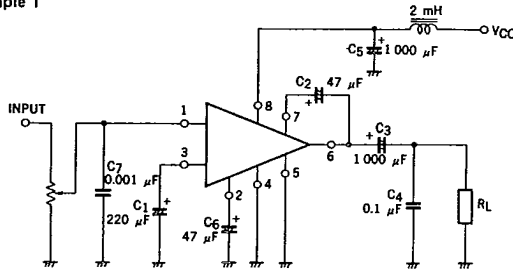 2 mH
VCC
C5
1 000 µF
8
C2 47 µF
7
INPUT
1
C3
6
1 000 µF
3
5
C7
0.001 µF
2
4
C4
0.1 µF
RL
220 µF
C1
C6
47 µF